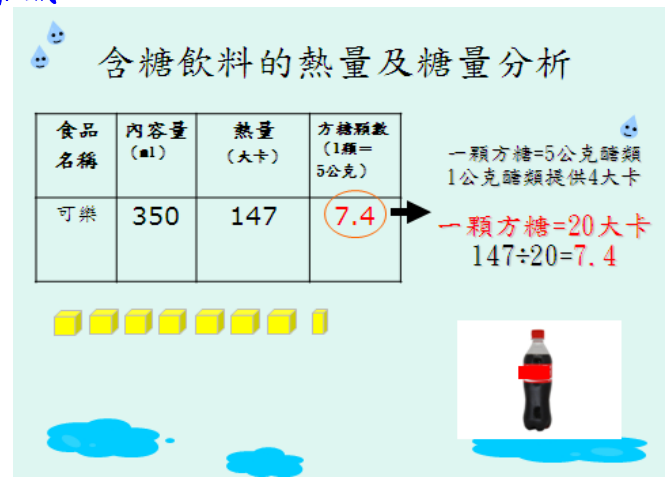 含糖飲料的熱量及糖量分析
食品
名稱
內容量
(ml)
熱量
(大卡)
方糖顆數
(1顆=
5公克)
可樂
350
147
7.4
一顆方糖=5公克醣類
1公克醣類提供4大卡
一顆方糖=20大卡
147÷20=7.4